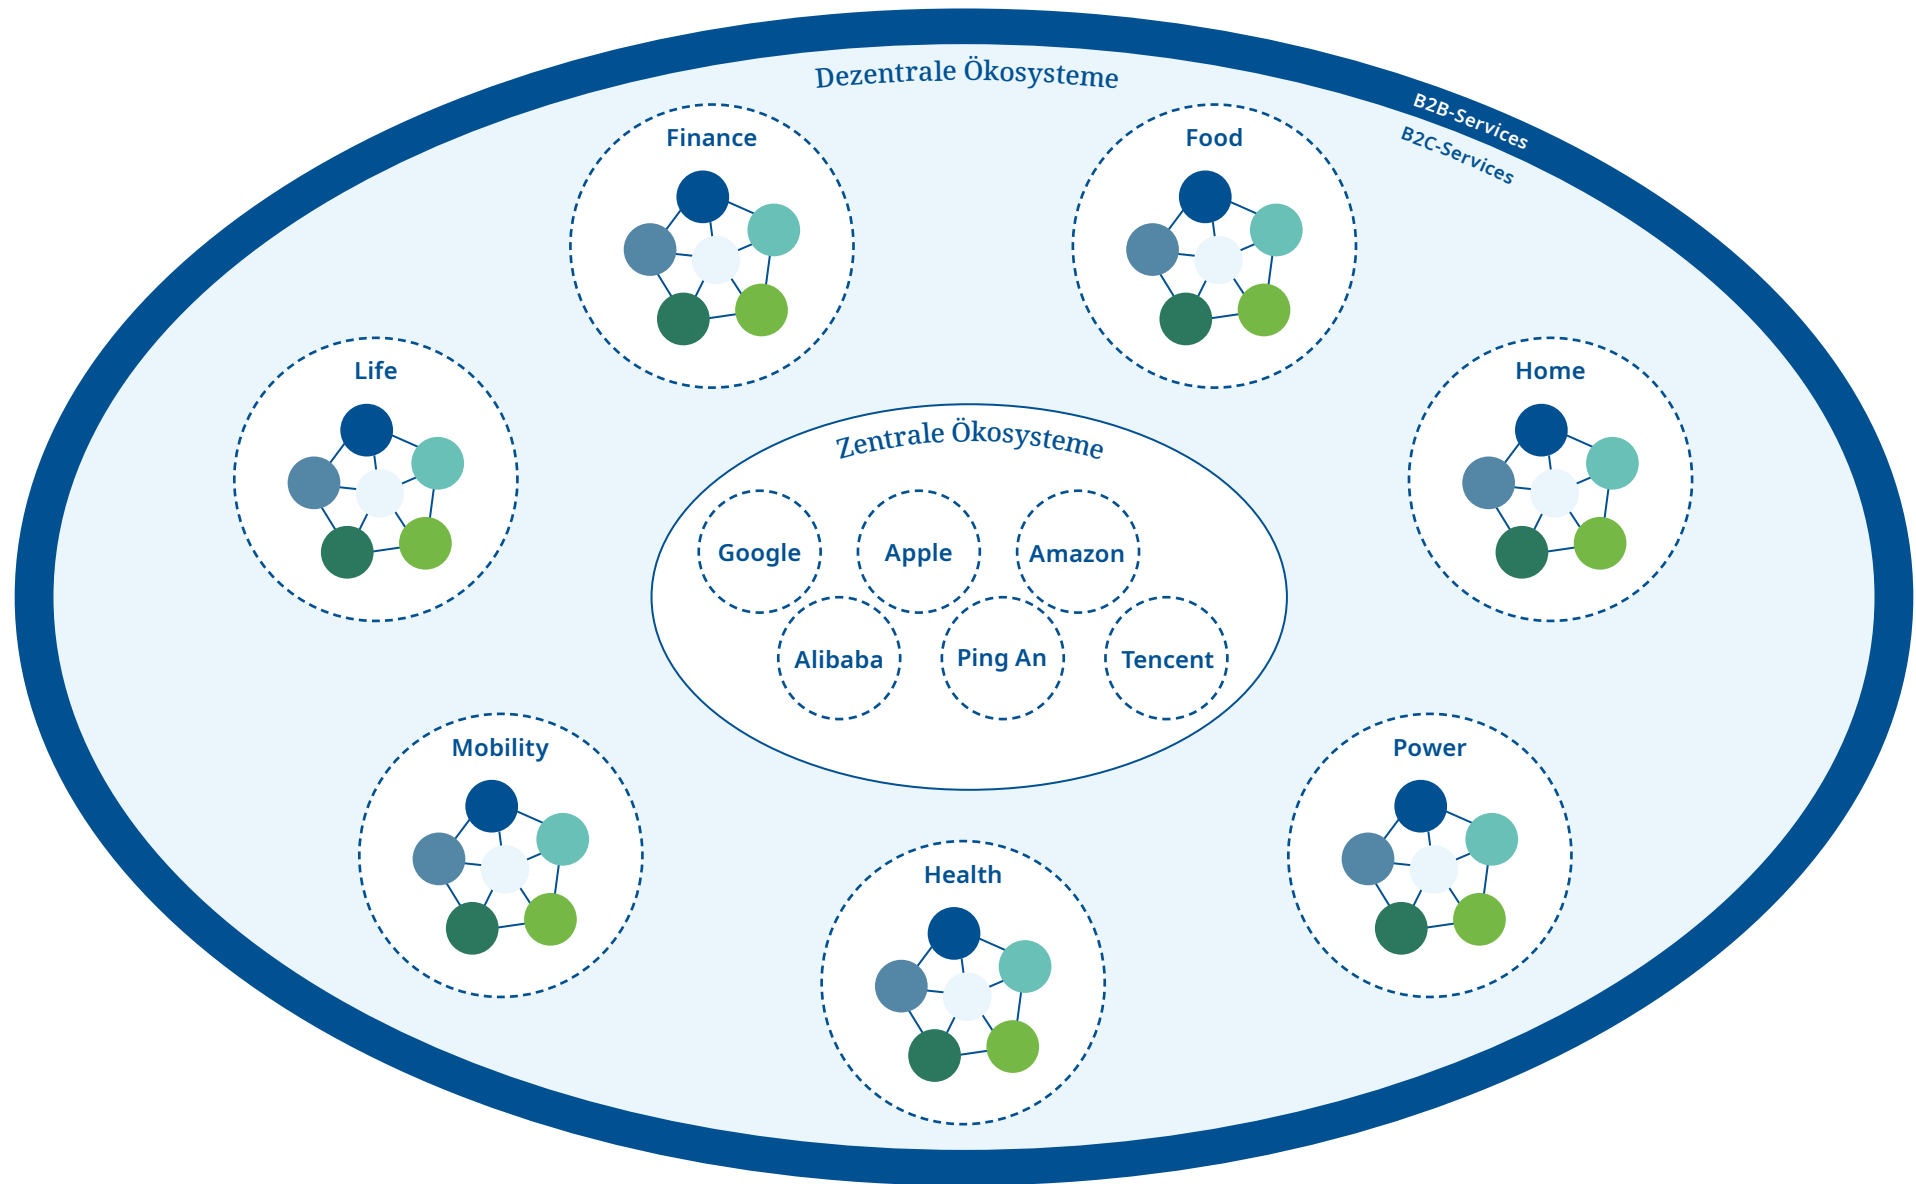 Dezentrale Ökosysteme
B2B-Services
B2C-Services
Finance
Food
Life
Home
Zentrale Ökosysteme
Google
Apple
Amazon
Alibaba
Ping An
Tencent
Mobility
Power
Health